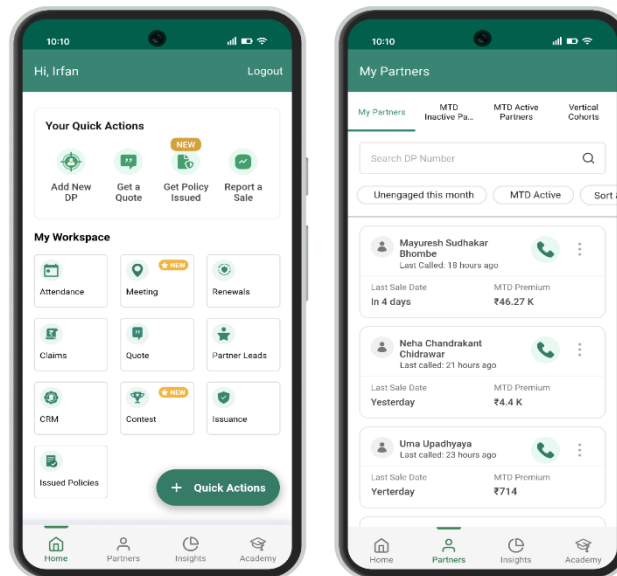 10:10
Hi, Irfan
Logout
Your Quick Actions
NEW
Add New
DP
Get a
Quote
Get Policy
Issued
Report a
Sale
My Workspace
Attendance
NEW
Meeting
Renewals
Claims
Quote
Partner Leads
CRM
NEW
Contest
Issuance
Issued Policies
+ Quick Actions
Home
Partners
Insights
Academy
10:10
My Partners
My Partners
MTD
Inactive Pa...
MTD Active
Partners
Vertical
Cohorts
Search DP Number
Unengaged this month
MTD Active
Sort &
Mayuresh Sudhakar
Bhombe
Last Called: 18 hours ago
Last Sale Date
MTD Premium
In 4 days
₹46.27 K
Neha Chandrakant
Chidrawar
Last called: 21 hours ago
Last Sale Date
MTD Premium
Yesterday
₹4.4 K
Uma Upadhyaya
Last called: 23 hours ago
Last Sale Date
MTD Premium
Yerterday
₹714
Home
Partners
Insights
Academy